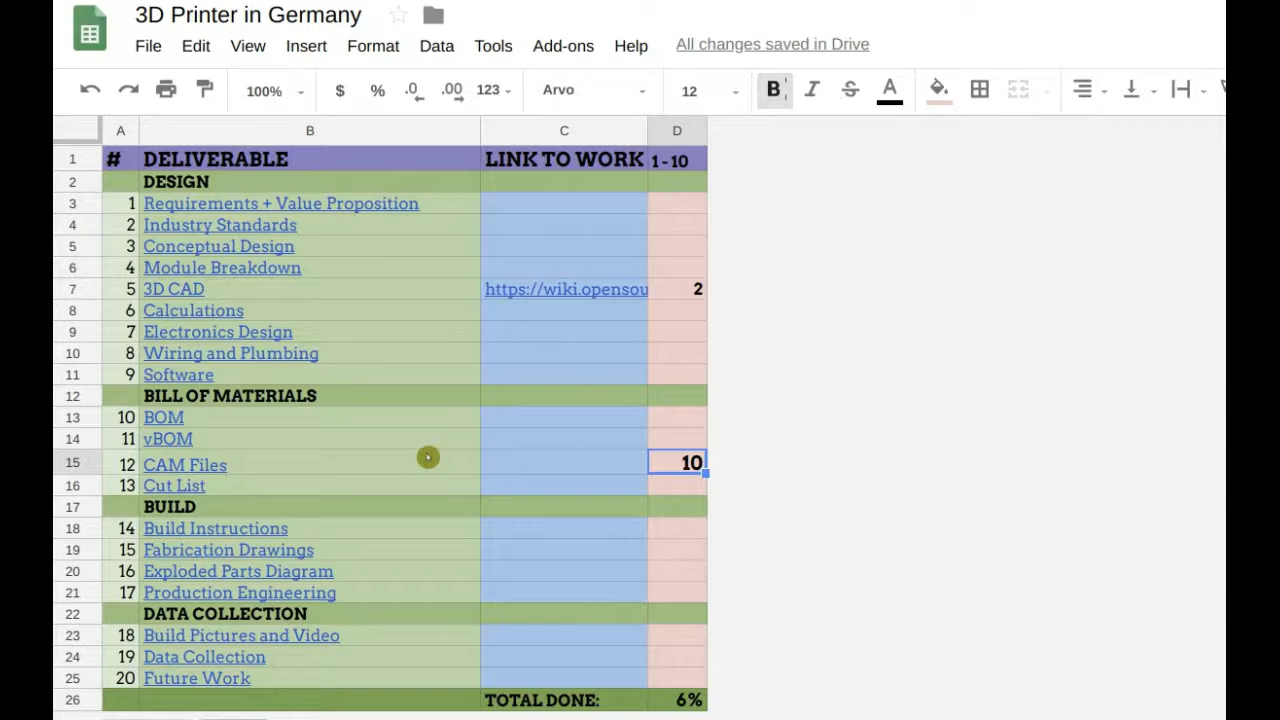 3D Printer in Germany
File Edit View Insert Format Data Tools Add-ons Help All changes saved in Drive
100% $ % .0 .00 123 Arvo 12 B I S A
A B C D
1 # DELIVERABLE LINK TO WORK 1 - 10
2 DESIGN
3 1 Requirements + Value Proposition
4 2 Industry Standards
5 3 Conceptual Design
6 4 Module Breakdown
7 5 3D CAD https://wiki.opensou 2
8 6 Calculations
9 7 Electronics Design
10 8 Wiring and Plumbing
11 9 Software
12 BILL OF MATERIALS
13 10 BOM
14 11 vBOM
15 12 CAM Files 10
16 13 Cut List
17 BUILD
18 14 Build Instructions
19 15 Fabrication Drawings
20 16 Exploded Parts Diagram
21 17 Production Engineering
22 DATA COLLECTION
23 18 Build Pictures and Video
24 19 Data Collection
25 20 Future Work
26 TOTAL DONE: 6%